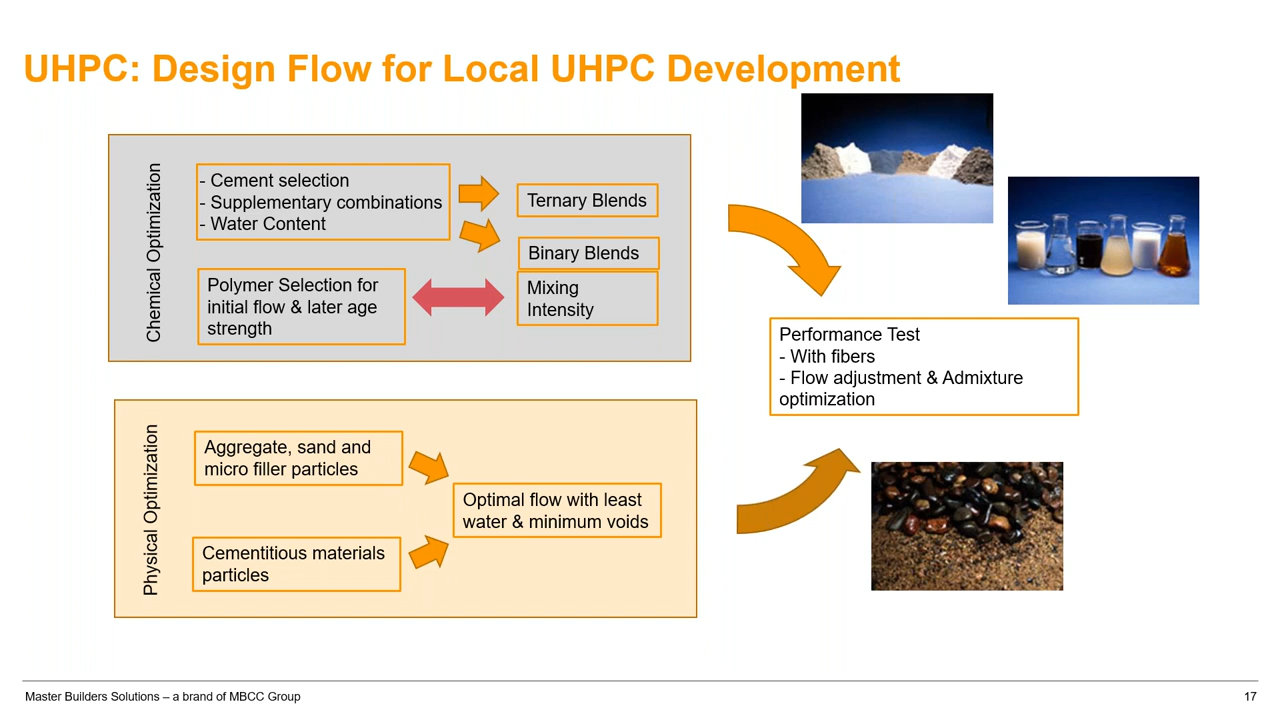 UHPC: Design Flow for Local UHPC Development
Chemical Optimization
- Cement selection
- Supplementary combinations
- Water Content
Ternary Blends
Binary Blends
Polymer Selection for
initial flow & later age
strength
Mixing
Intensity
Performance Test
- With fibers
- Flow adjustment & Admixture
optimization
Physical Optimization
Aggregate, sand and
micro filler particles
Optimal flow with least
water & minimum voids
Cementitious materials
particles
Master Builders Solutions – a brand of MBCC Group
17